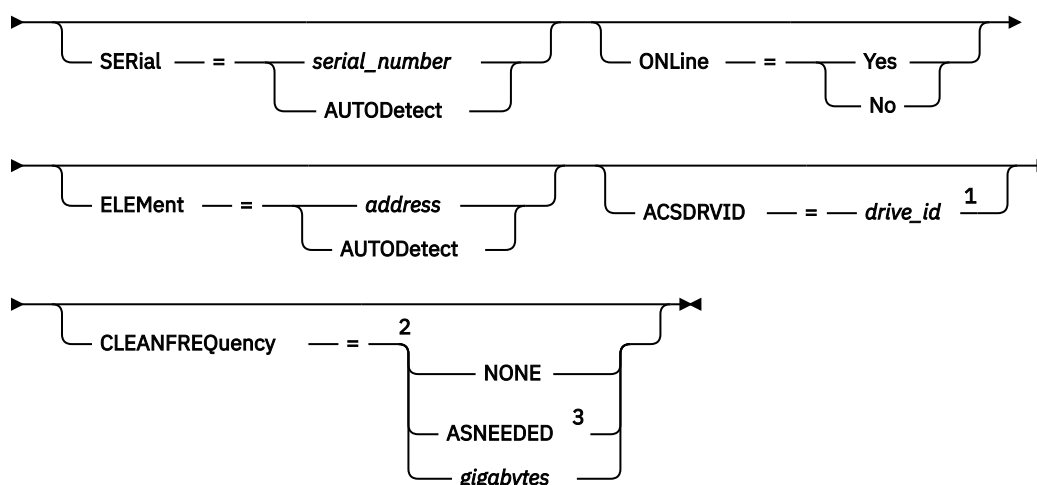 SERial = serial_number ONLine = Yes
AUTODetect No
ELEMent = address ACSDRVID = drive_id 1
AUTODetect
CLEANFREQuency = 2
NONE
ASNEEDED 3
gigabytes